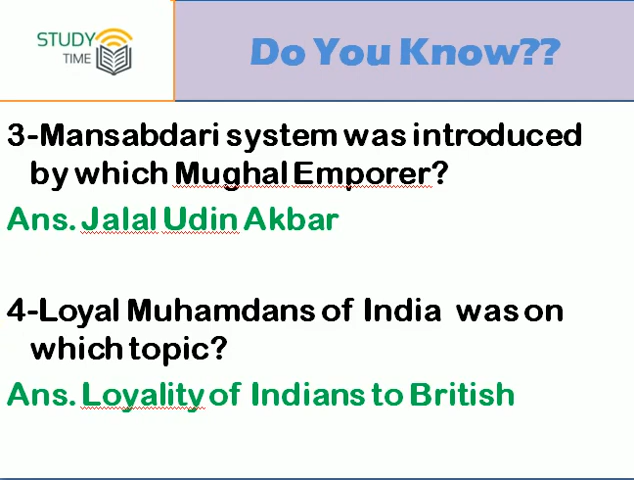 STUDY
TIME
Do You Know??
3-Mansabdari system was introduced
by which Mughal Emporer?
Ans. Jalal Udin Akbar
4-Loyal Muhamdans of India was on
which topic?
Ans. Loyality of Indians to British